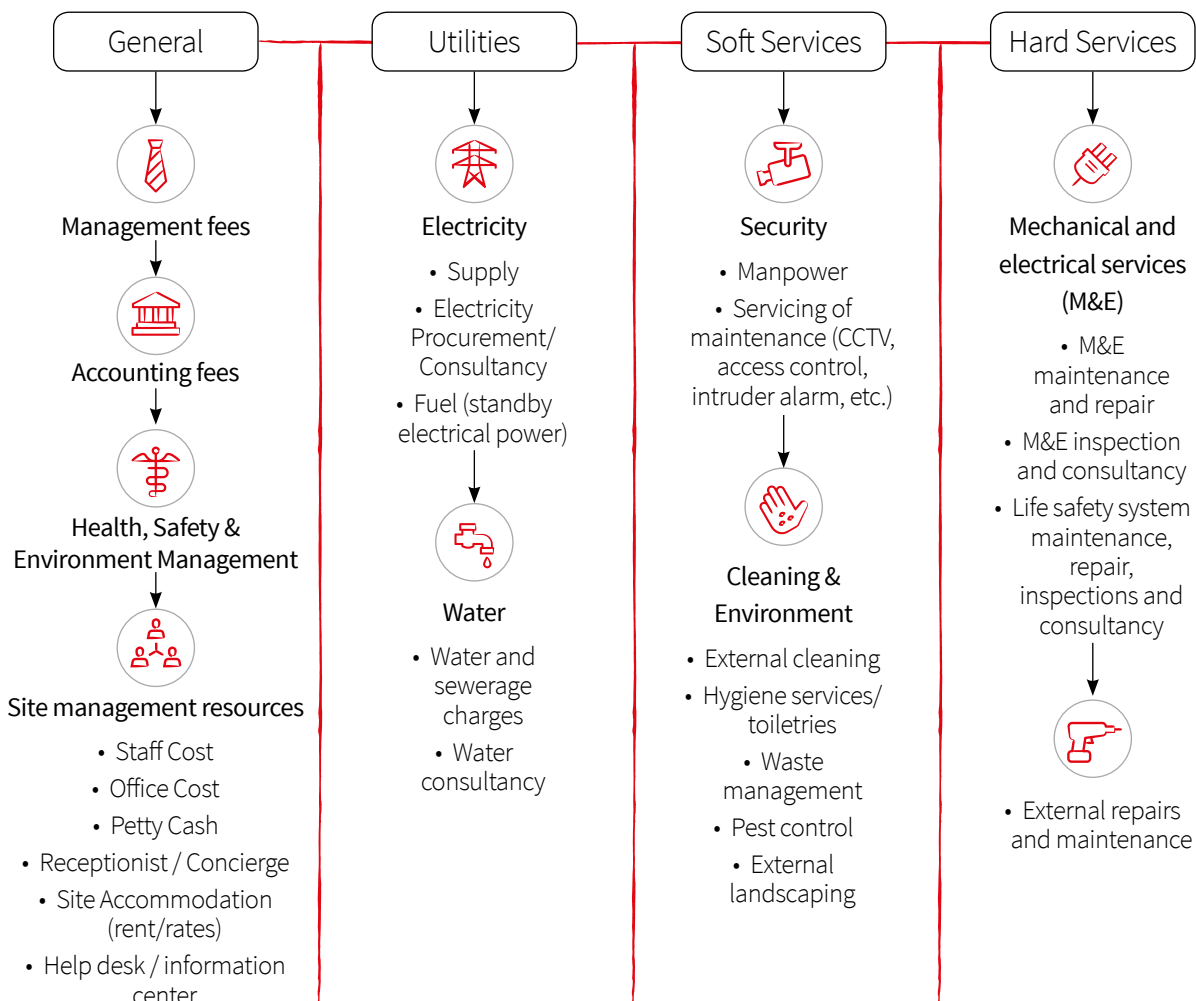 General
Management fees
Accounting fees
Health, Safety &
Environment Management
Site management resources
• Staff Cost
• Office Cost
• Petty Cash
• Receptionist / Concierge
• Site Accommodation
(rent/rates)
• Help desk / information
center
Utilities
Electricity
• Supply
• Electricity
Procurement/
Consultancy
• Fuel (standby
electrical power)
Water
• Water and
sewerage
charges
• Water
consultancy
Soft Services
Security
• Manpower
• Servicing of
maintenance (CCTV,
access control,
intruder alarm, etc.)
Cleaning &
Environment
• External cleaning
• Hygiene services/
toiletries
• Waste
management
• Pest control
• External
landscaping
Hard Services
Mechanical and
electrical services
(M&E)
• M&E
maintenance
and repair
• M&E inspection
and consultancy
• Life safety system
maintenance,
repair,
inspections and
consultancy
• External repairs
and maintenance